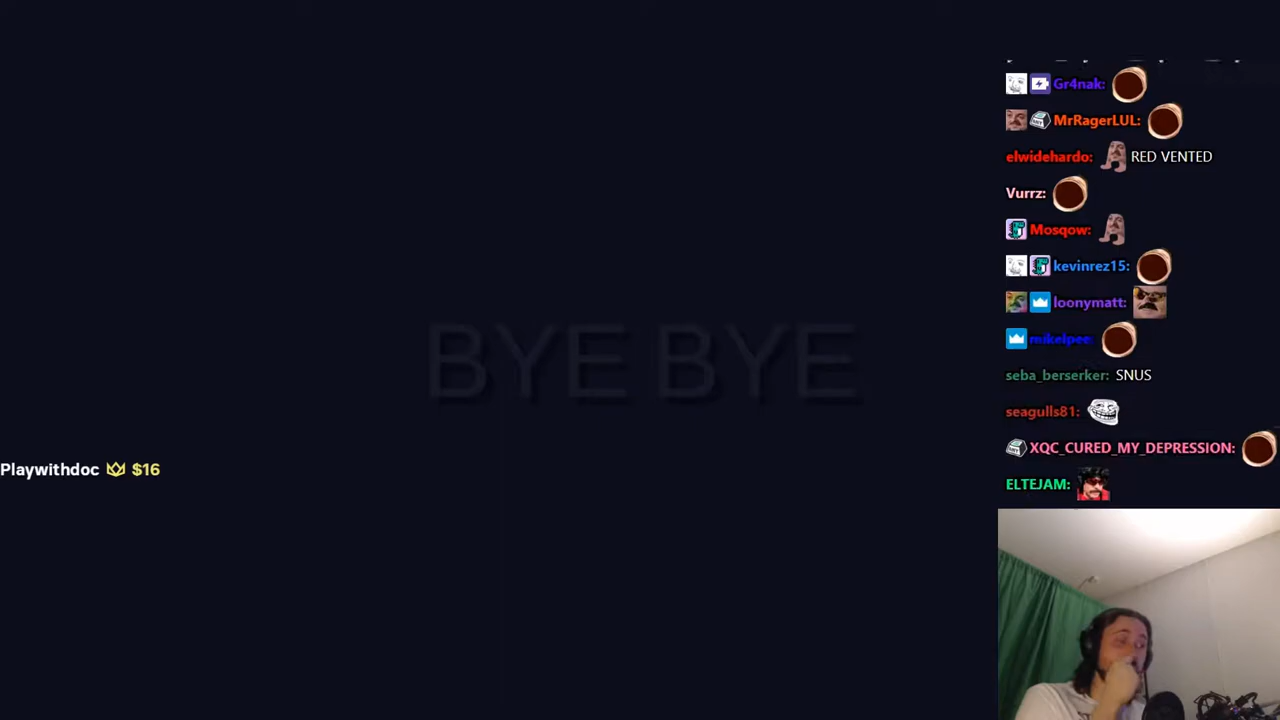 Gr4nak:
MrRagerLUL:
elwidehardo: RED VENTED
Vurrz:
Mosqow:
kevinrez15:
loonymatt:
mikelpee:
seba_berserker: SNUS
seagulls81:
XQC_CURED_MY_DEPRESSION:
ELTEJAM:
BYE BYE
Playwithdoc $16